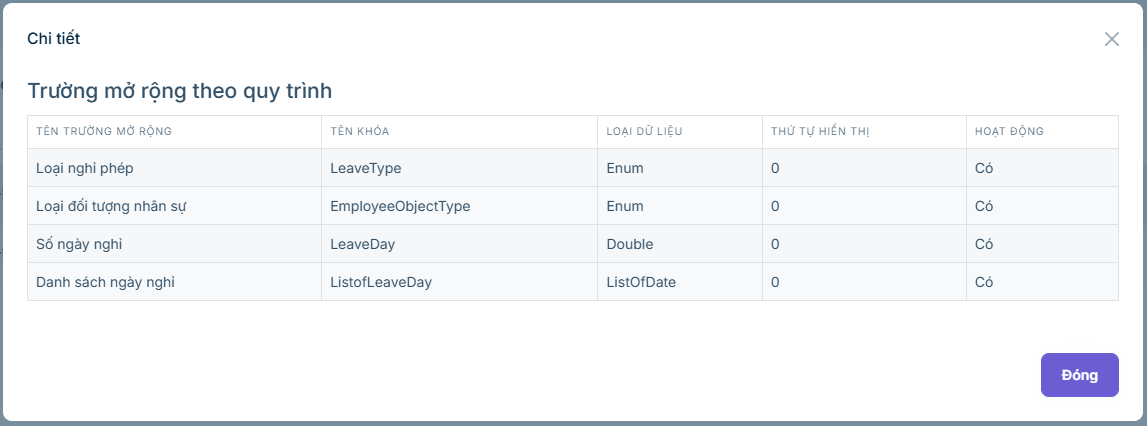 Chi tiết
Trường mở rộng theo quy trình
TÊN TRƯỜNG MỞ RỘNG TÊN KHÓA LOẠI DỮ LIỆU THỨ TỰ HIỂN THỊ HOẠT ĐỘNG
Loại nghỉ phép LeaveType Enum 0 Có
Loại đối tượng nhân sự EmployeeObjectType Enum 0 Có
Số ngày nghỉ LeaveDay Double 0 Có
Danh sách ngày nghỉ ListofLeaveDay ListOfDate 0 Có
Đóng